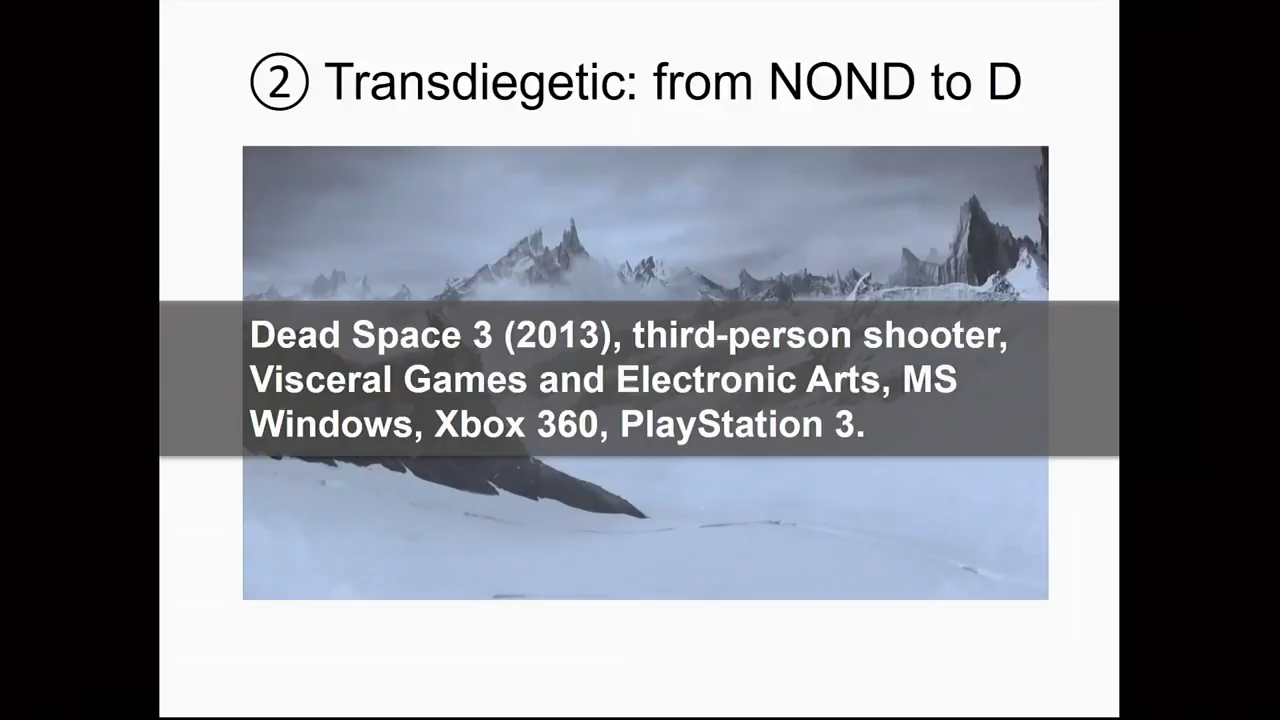 ② Transdiegetic: from NOND to D
Dead Space 3 (2013), third-person shooter,
Visceral Games and Electronic Arts, MS
Windows, Xbox 360, PlayStation 3.